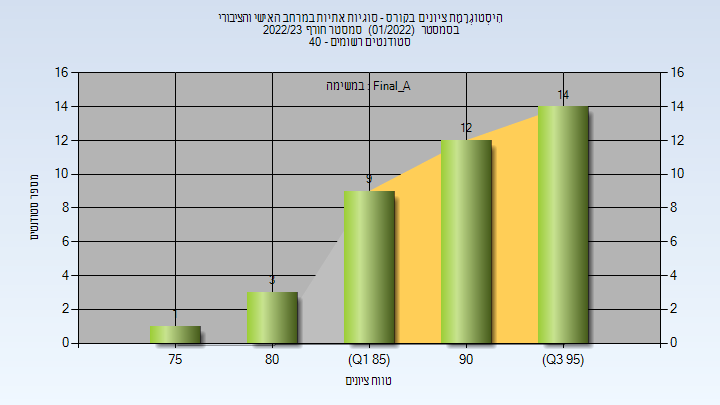 הִיסטוגרָמַת ציונים בקורס - סוגיות אתיות במרחב האישי והציבורי
בסמסטר (01/2022) סמסטר חורף 2022/23
סטודנטים רשומים - 40
במשימה : Final_A
מספר סטודנטים
16 16
14 14
12 12
10 10
8 8
6 6
4 4
2 2
0 0
1 3 9 12 14
75 80 (Q1 85) 90 (Q3 95)
טווח ציונים